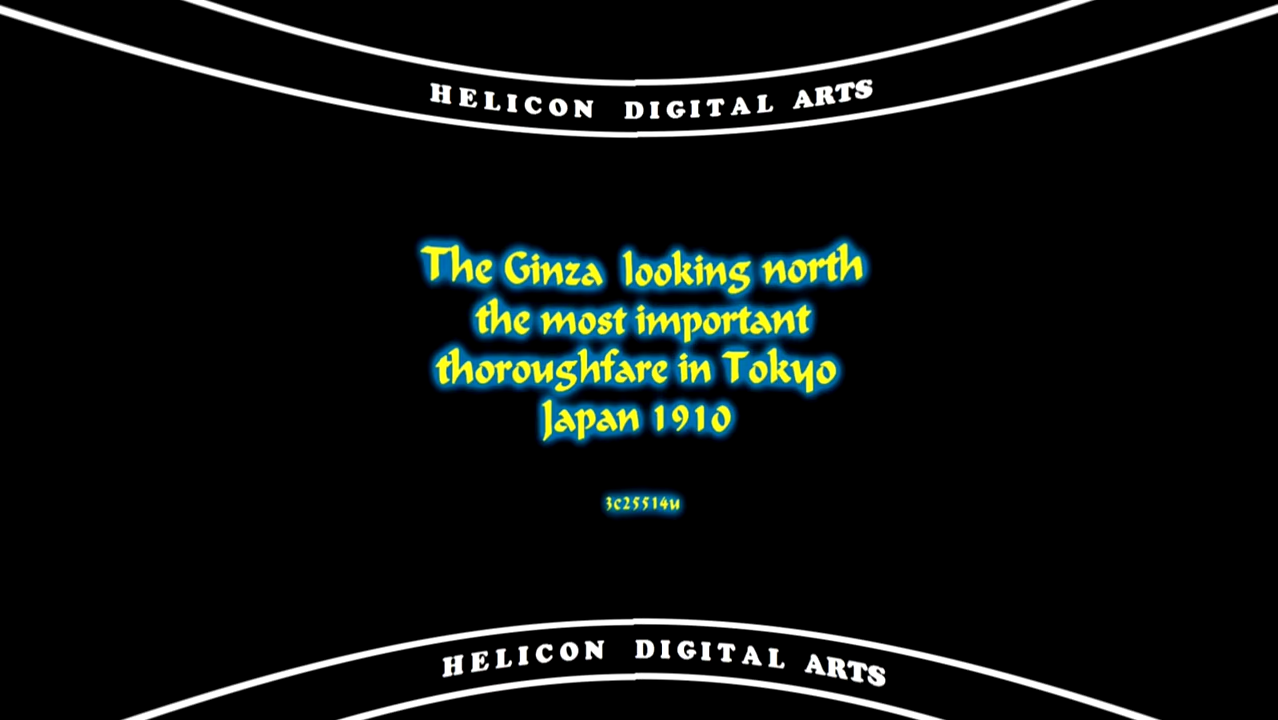 HELICON DIGITAL ARTS
The Ginza looking north
the most important
thoroughfare in Tokyo
Japan 1910
3c25514u
HELICON DIGITAL ARTS